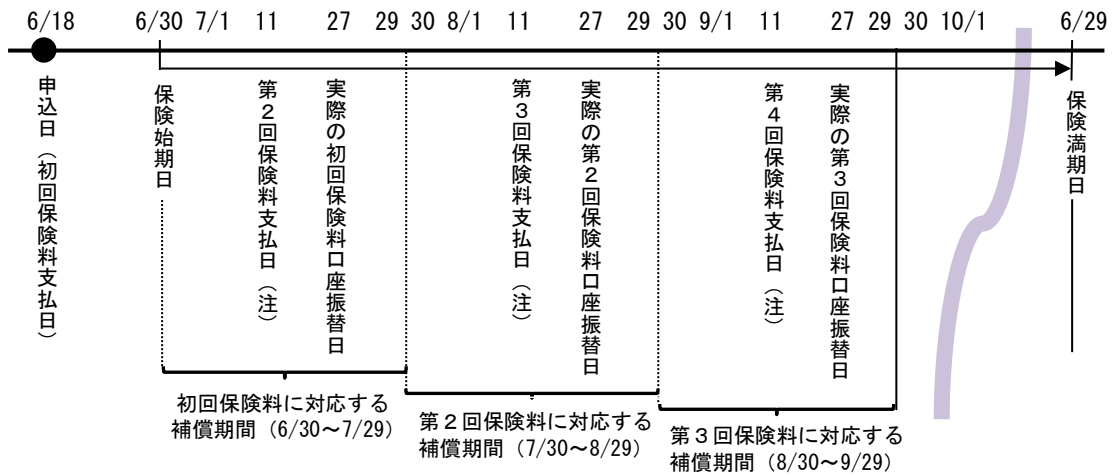 6/18 6/30 7/1 11 27 29 30 8/1 11 27 29 30 9/1 11 27 29 30 10/1 6/29
申込日（初回保険料支払日）
保険始期日
第２回保険料支払日（注）
実際の初回保険料口座振替日
第３回保険料支払日（注）
実際の第２回保険料口座振替日
第４回保険料支払日（注）
実際の第３回保険料口座振替日
保険満期日
初回保険料に対応する
補償期間（6/30～7/29）
第２回保険料に対応する
補償期間（7/30～8/29）
第３回保険料に対応する
補償期間（8/30～9/29）